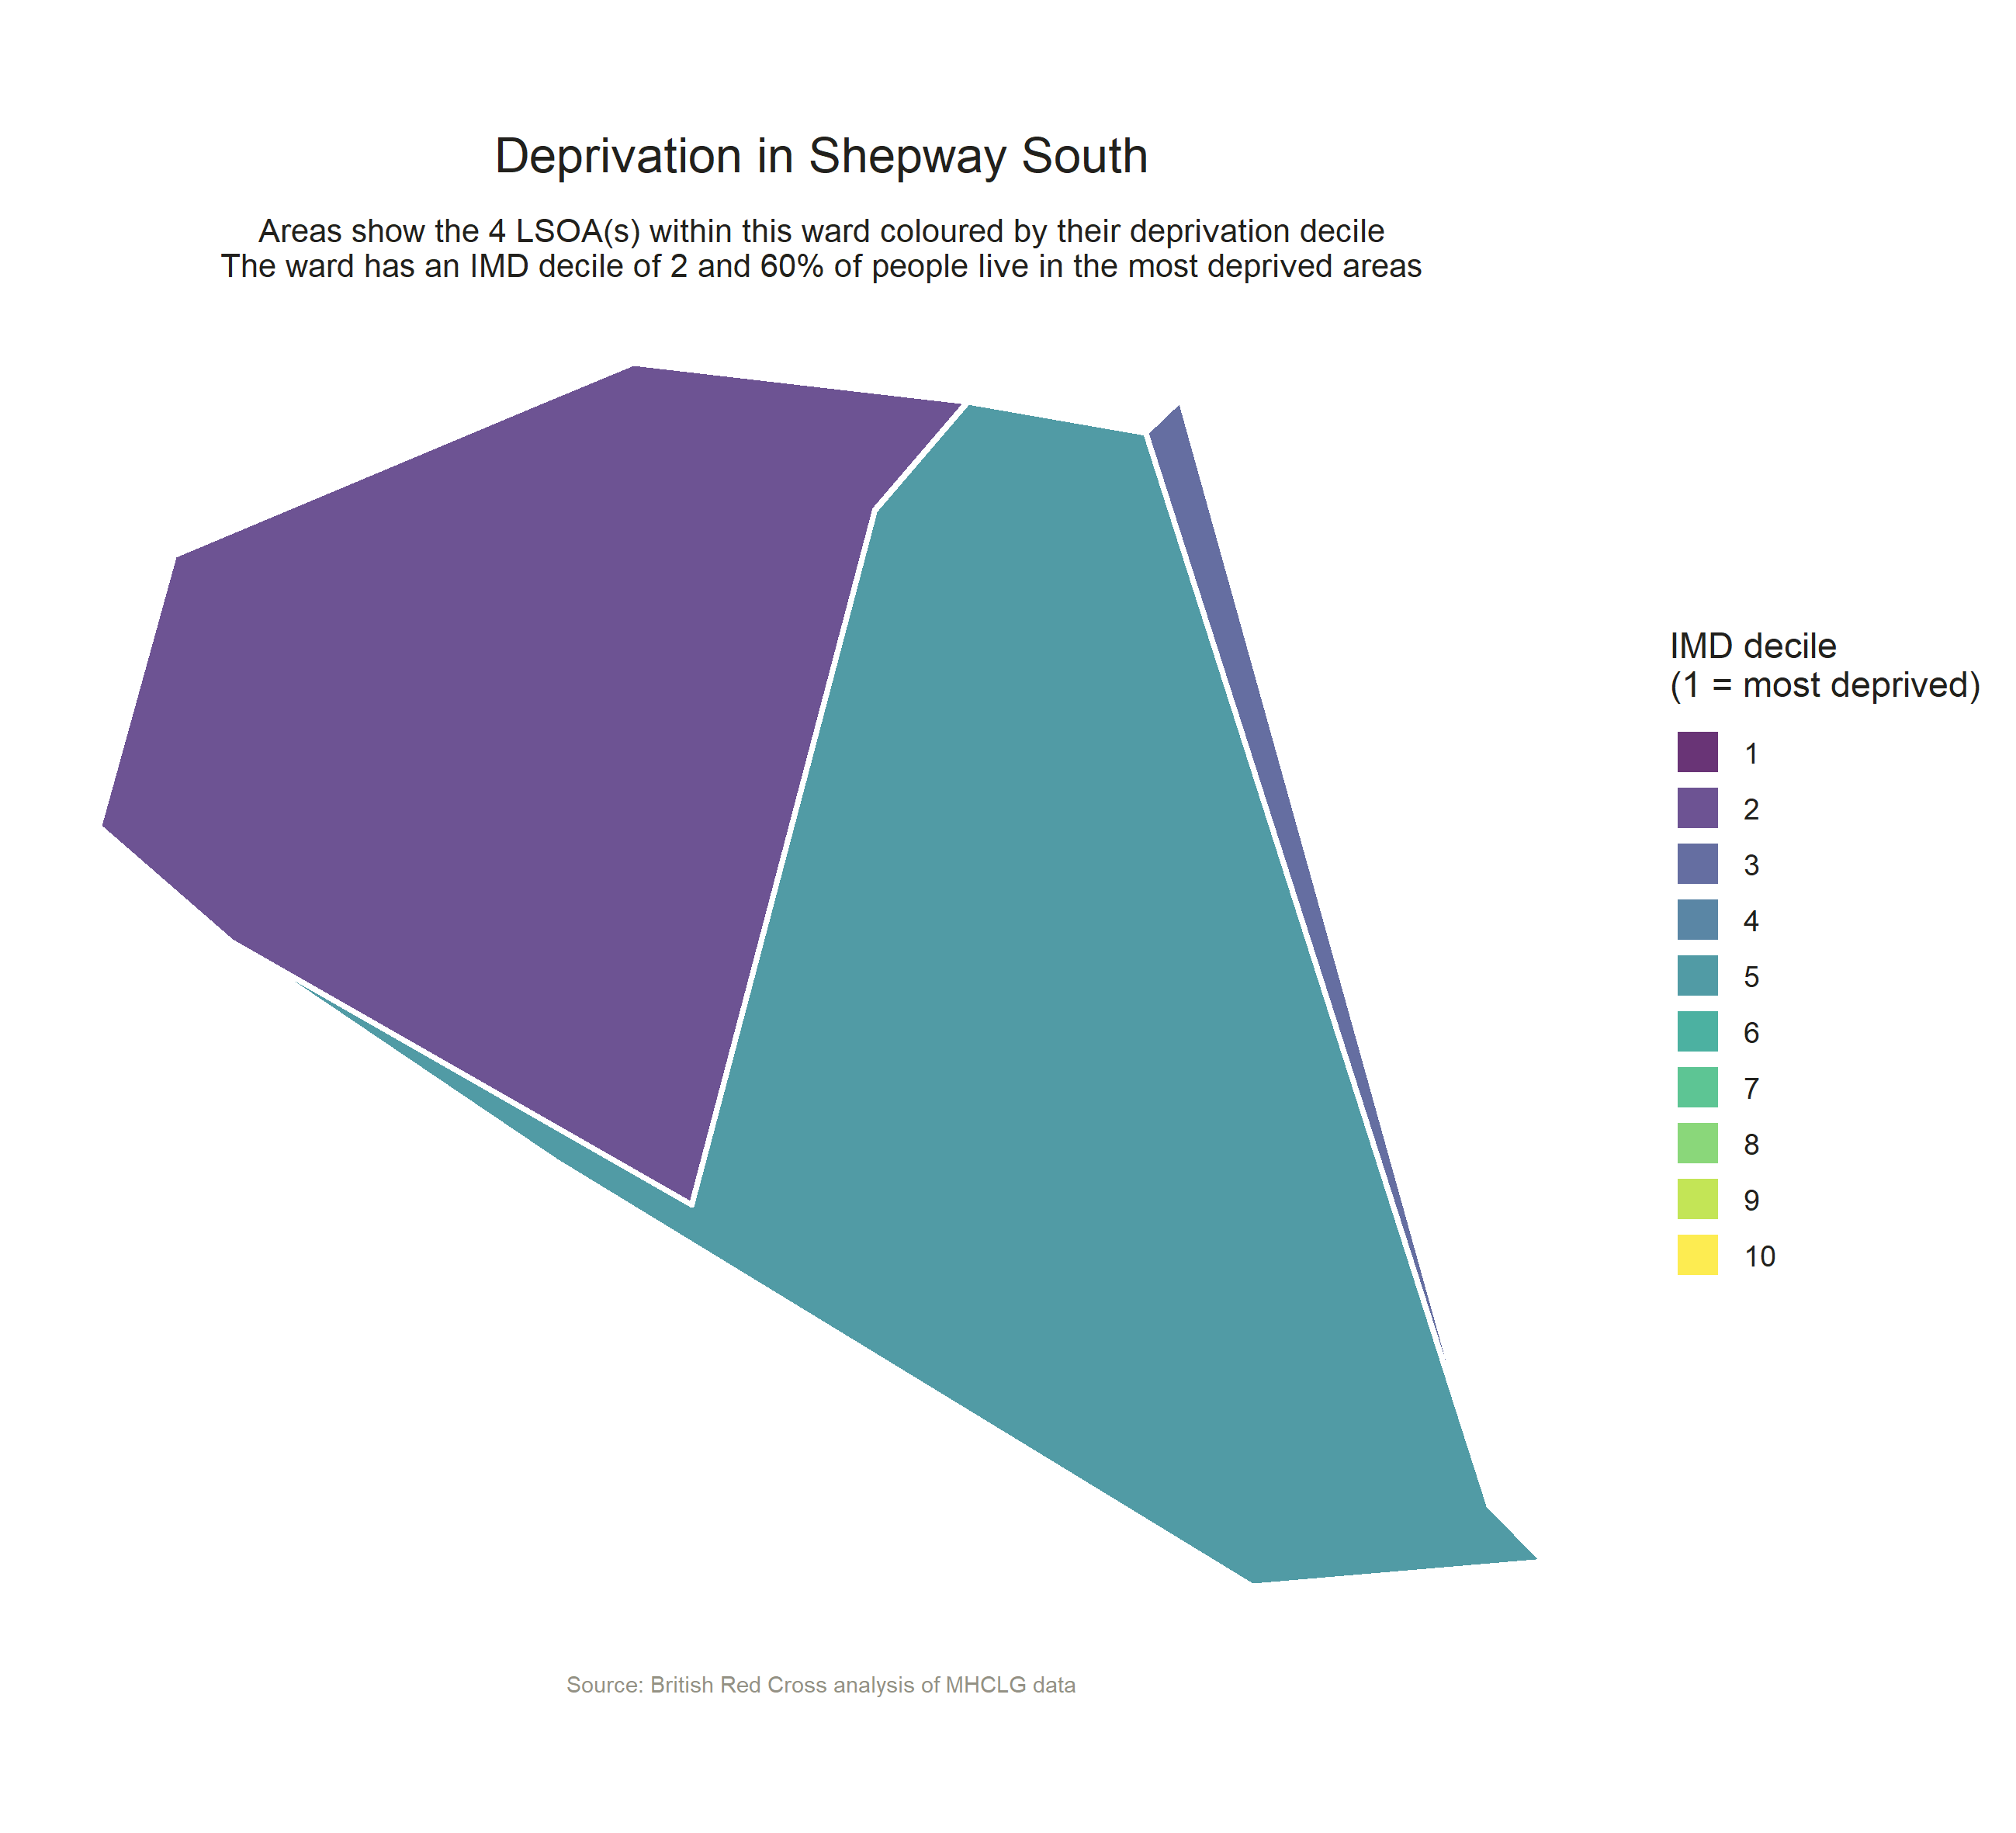 Deprivation in Shepway South
Areas show the 4 LSOA(s) within this ward coloured by their deprivation decile
The ward has an IMD decile of 2 and 60% of people live in the most deprived areas
IMD decile
(1 = most deprived)
1
2
3
4
5
6
7
8
9
10
Source: British Red Cross analysis of MHCLG data